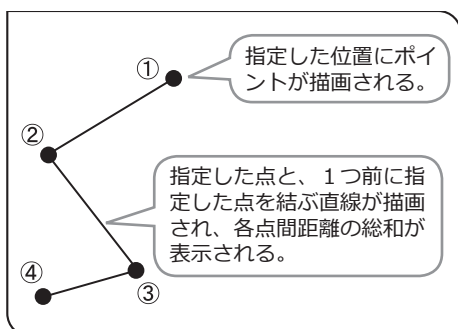 ①
指定した位置にポイ
ントが描画される。
②
指定した点と、１つ前に指
定した点を結ぶ直線が描画
され、各点間距離の総和が
表示される。
④
③